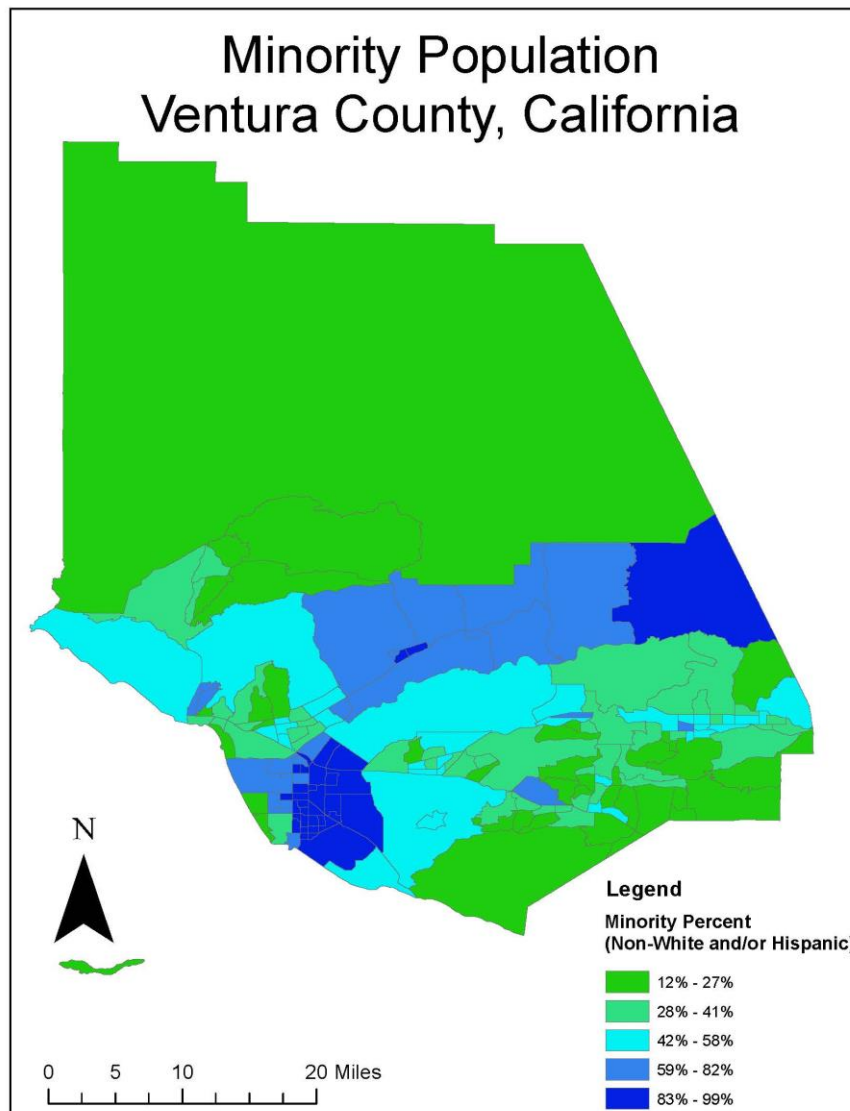 Minority Population
Ventura County, California
N
0 5 10 20 Miles
Legend
Minority Percent
(Non-White and/or Hispanic)
12% - 27%
28% - 41%
42% - 58%
59% - 82%
83% - 99%